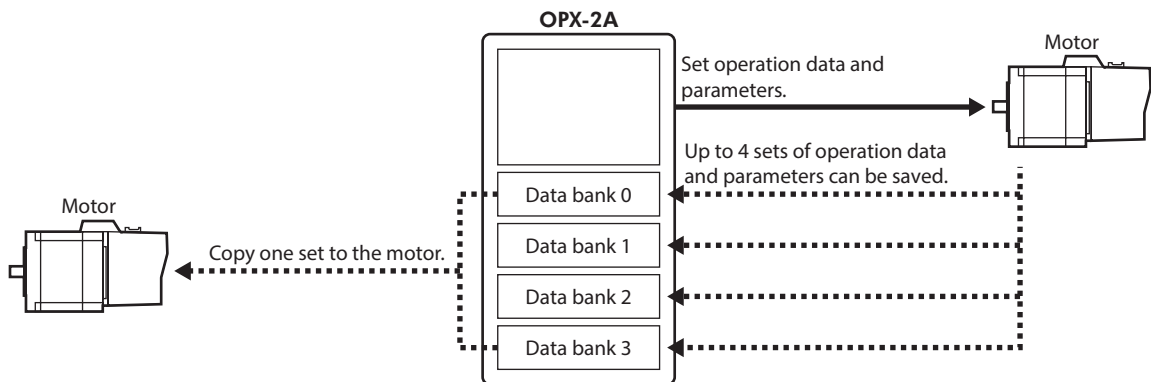 OPX-2A
Motor
Set operation data and
parameters.
Up to 4 sets of operation data
and parameters can be saved.
Data bank 0
Motor
Data bank 1
Copy one set to the motor.
Data bank 2
Data bank 3